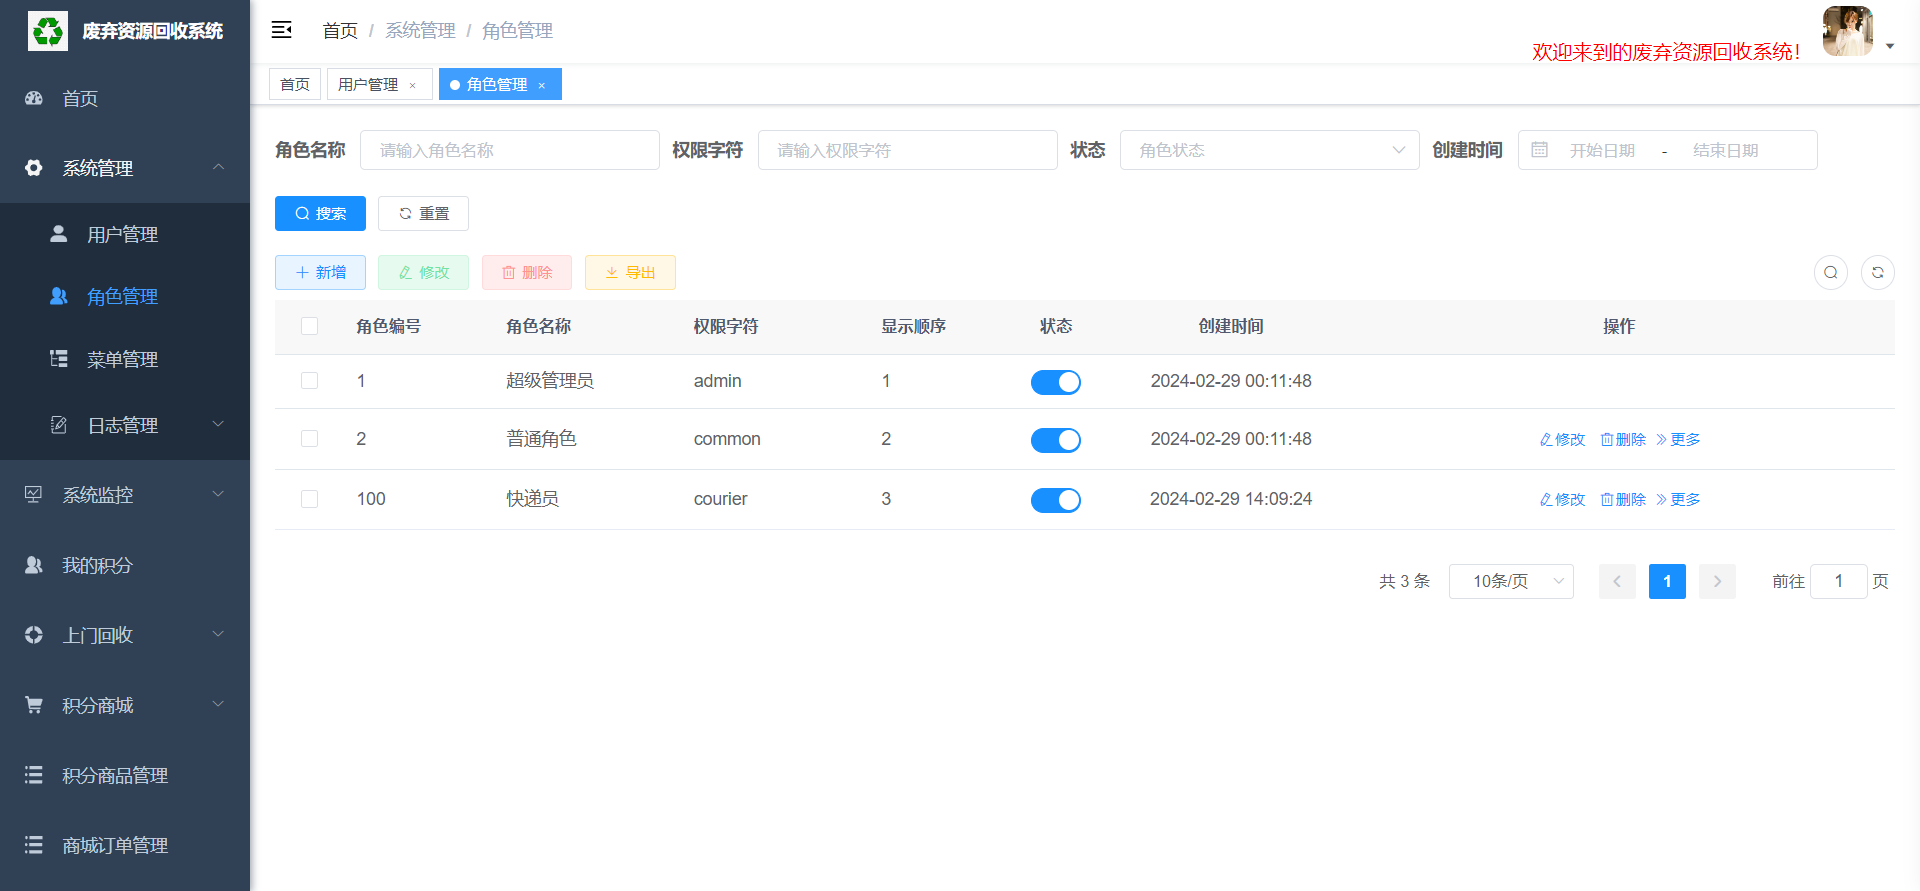 废弃资源回收系统
首页
系统管理
用户管理
角色管理
菜单管理
日志管理
系统监控
我的积分
上门回收
积分商城
积分商品管理
商城订单管理
首页 / 系统管理 / 角色管理
欢迎来到的废弃资源回收系统!
首页 用户管理 × 角色管理 ×
角色名称 请输入角色名称 权限字符 请输入权限字符 状态 角色状态 创建时间 开始日期 - 结束日期
搜索 重置
新增 修改 删除 导出
角色编号 角色名称 权限字符 显示顺序 状态 创建时间 操作
1 超级管理员 admin 1 2024-02-29 00:11:48
2 普通角色 common 2 2024-02-29 00:11:48 修改 删除 更多
100 快递员 courier 3 2024-02-29 14:09:24 修改 删除 更多
共 3 条 10条/页 1 前往 1 页